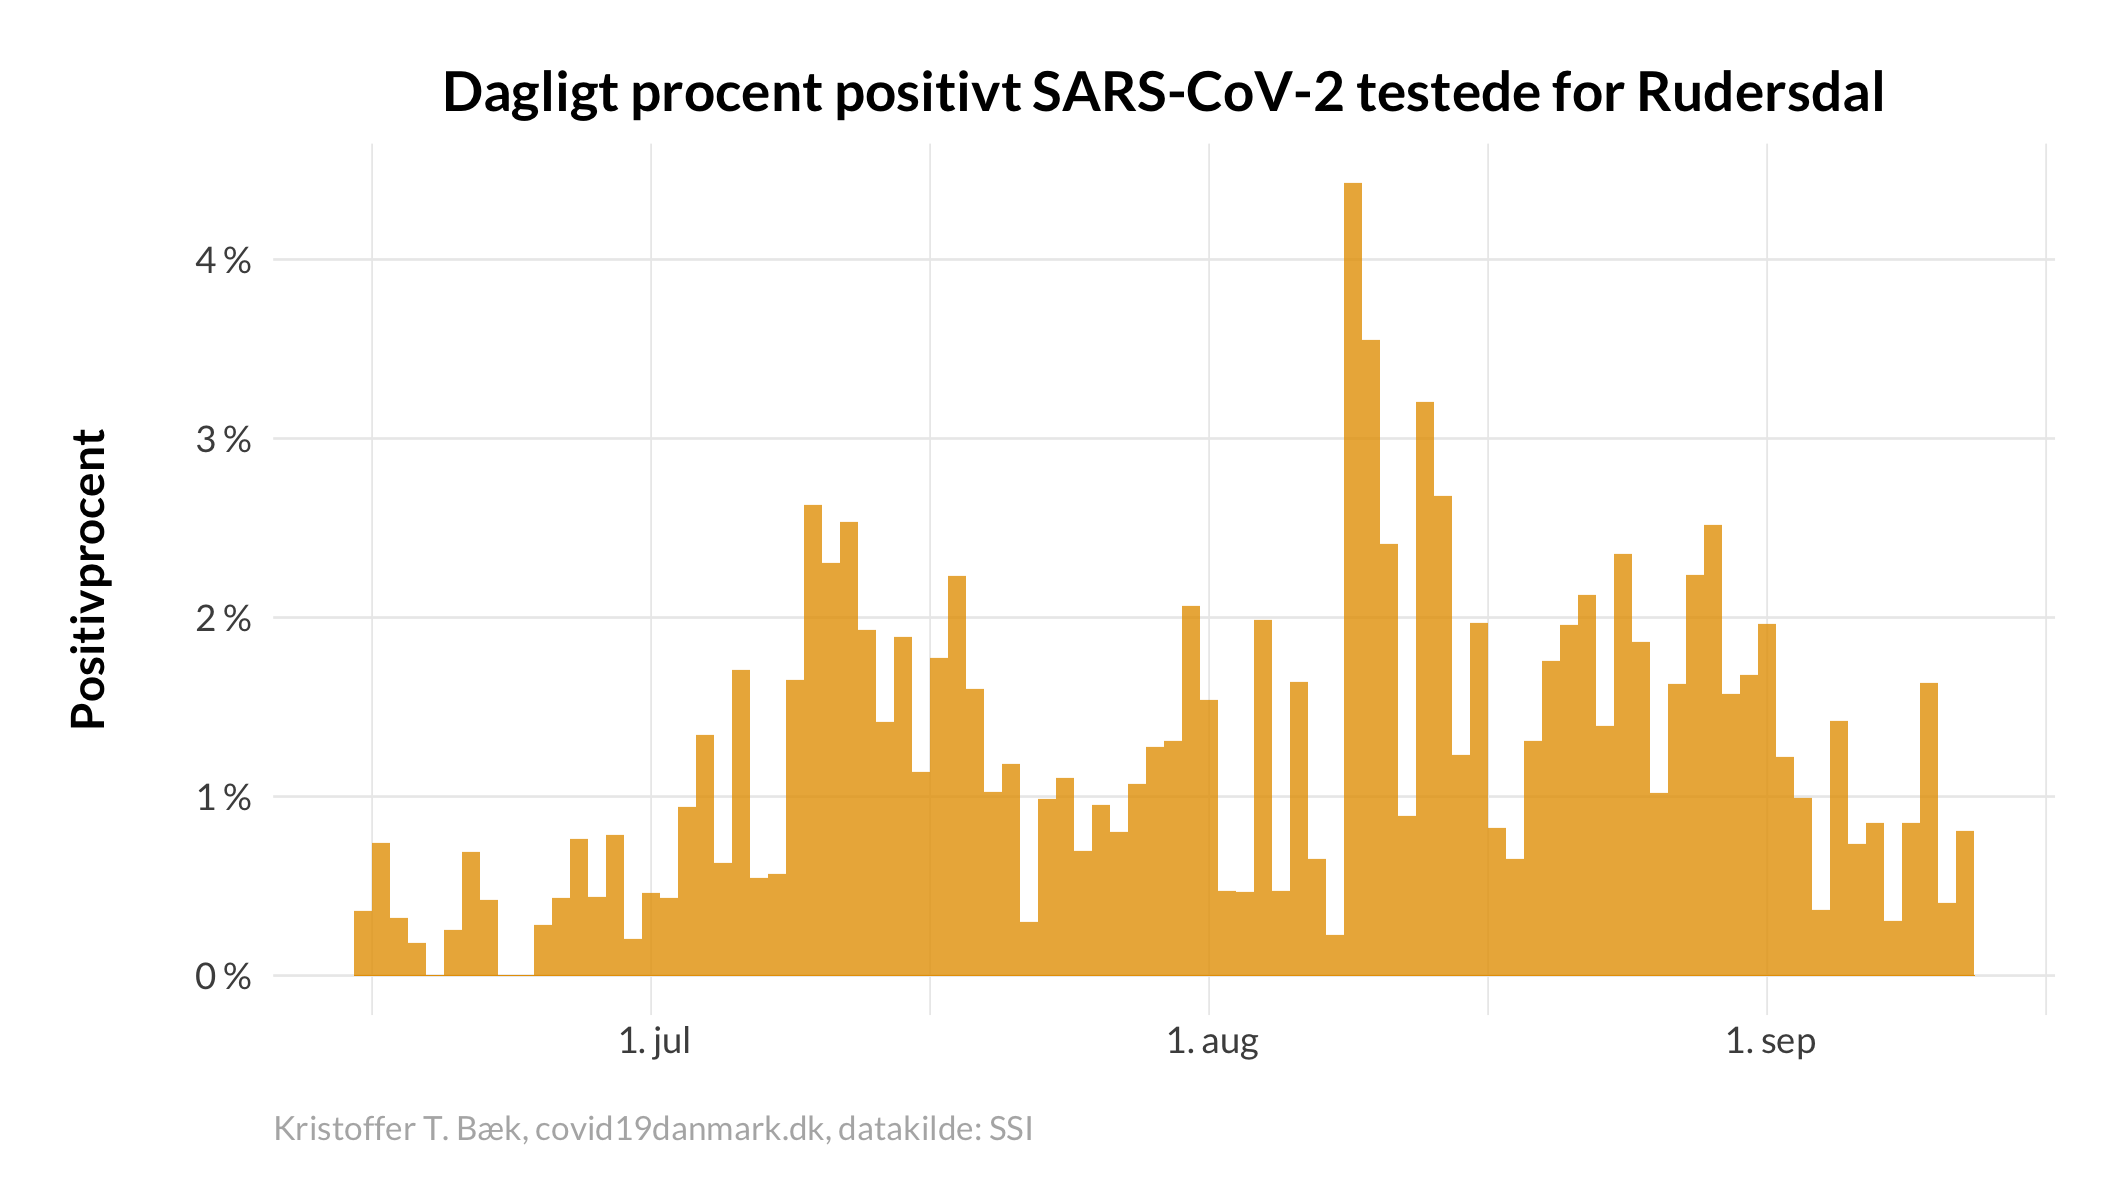 Dagligt procent positivt SARS-CoV-2 testede for Rudersdal
Positivprocent
4 %
3 %
2 %
1 %
0 %
1. jul
1. aug
1. sep
Kristoffer T. Bæk, covid19danmark.dk, datakilde: SSI